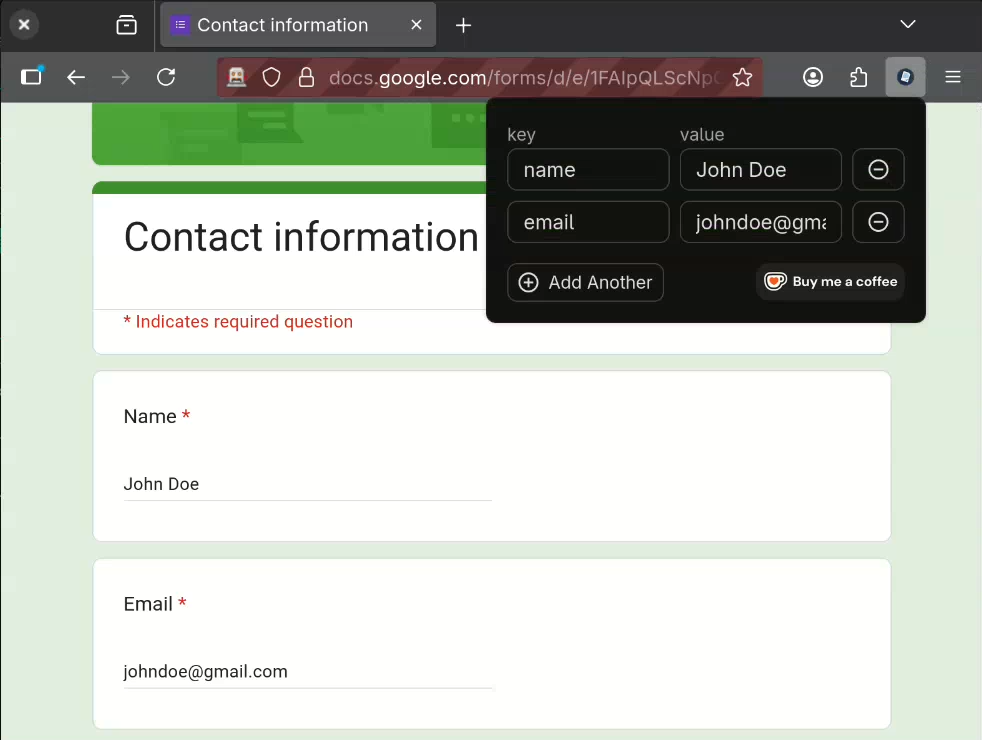 Contact information
docs.google.com/forms/d/e/1FAIpQLScNp
key value
name John Doe
email johndoe@gma
Add Another Buy me a coffee
Contact information
* Indicates required question
Name *
John Doe
Email *
johndoe@gmail.com